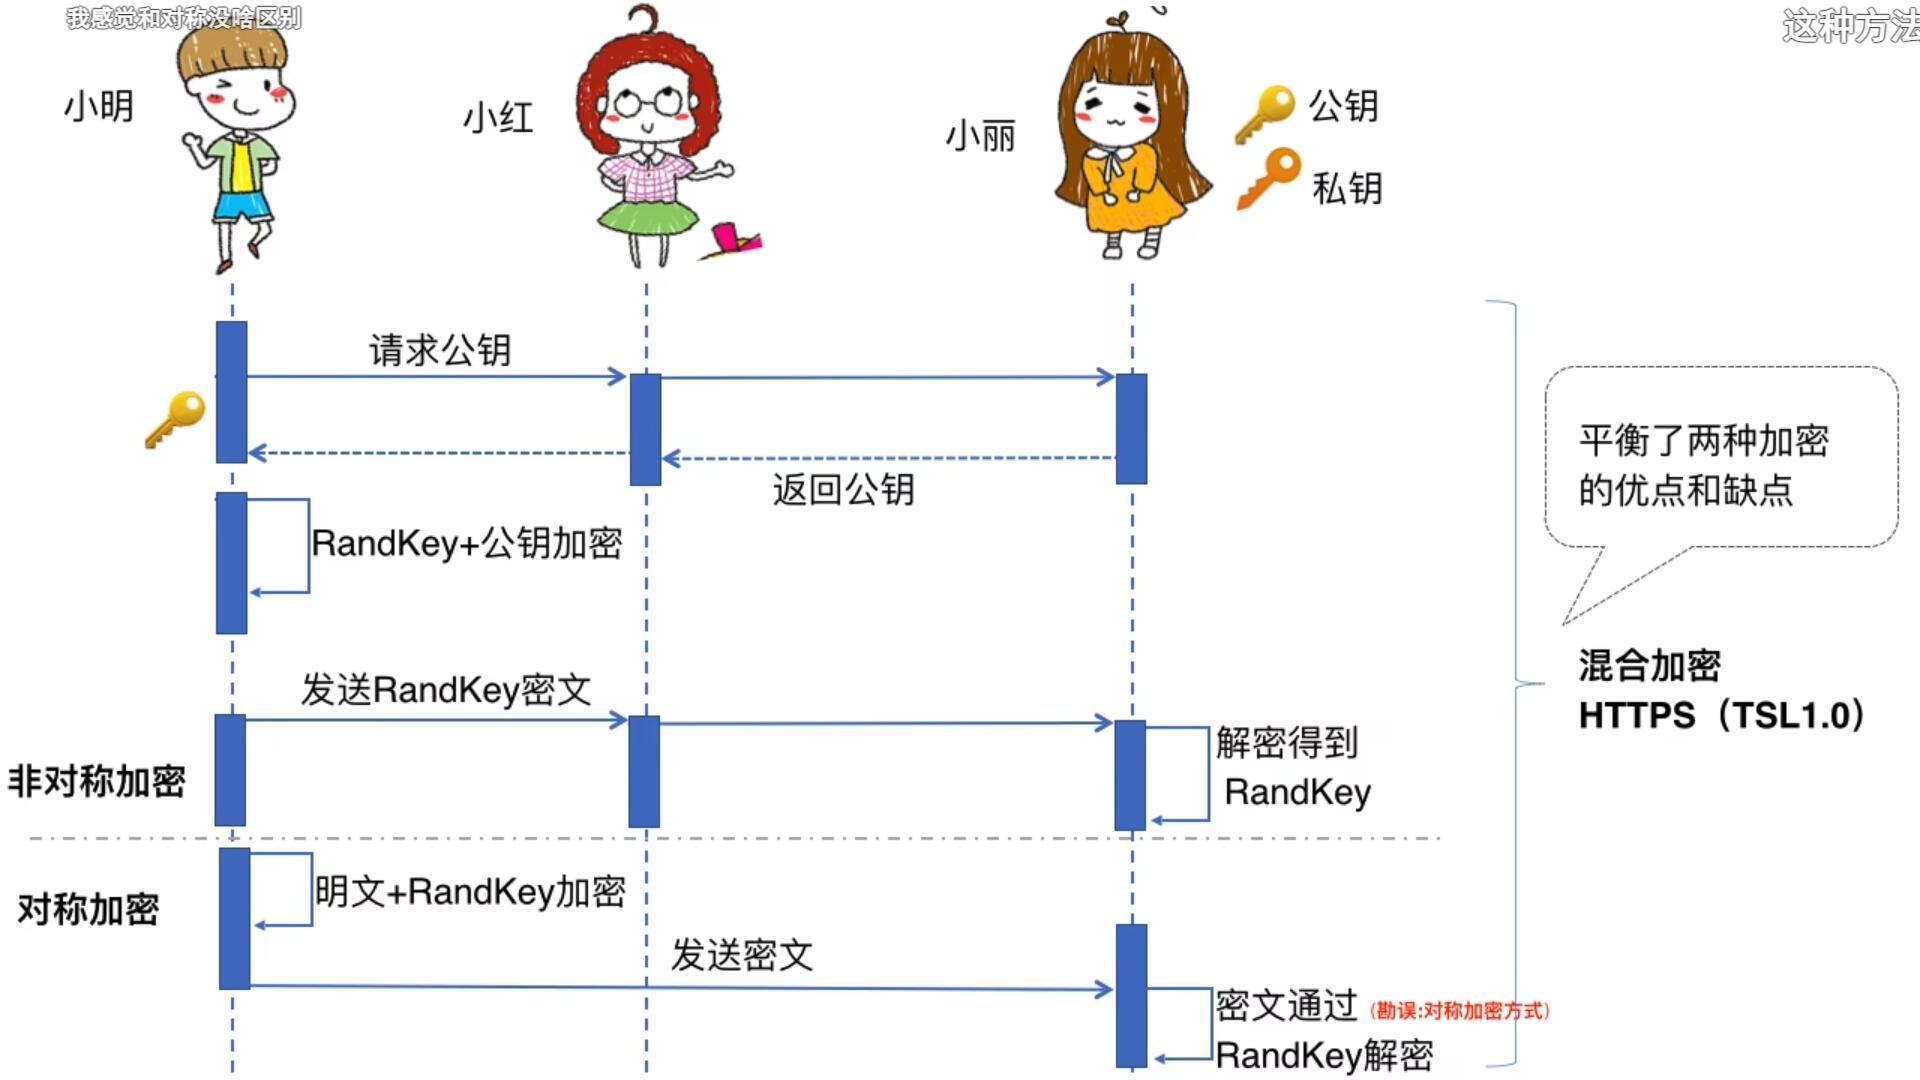 我感觉和对称没啥区别
这种方法
小明
小红
小丽
公钥
私钥
请求公钥
返回公钥
平衡了两种加密
的优点和缺点
RandKey+公钥加密
混合加密
HTTPS（TSL1.0）
发送RandKey密文
解密得到
RandKey
非对称加密
对称加密
明文+RandKey加密
发送密文
密文通过（勘误:对称加密方式）
RandKey解密